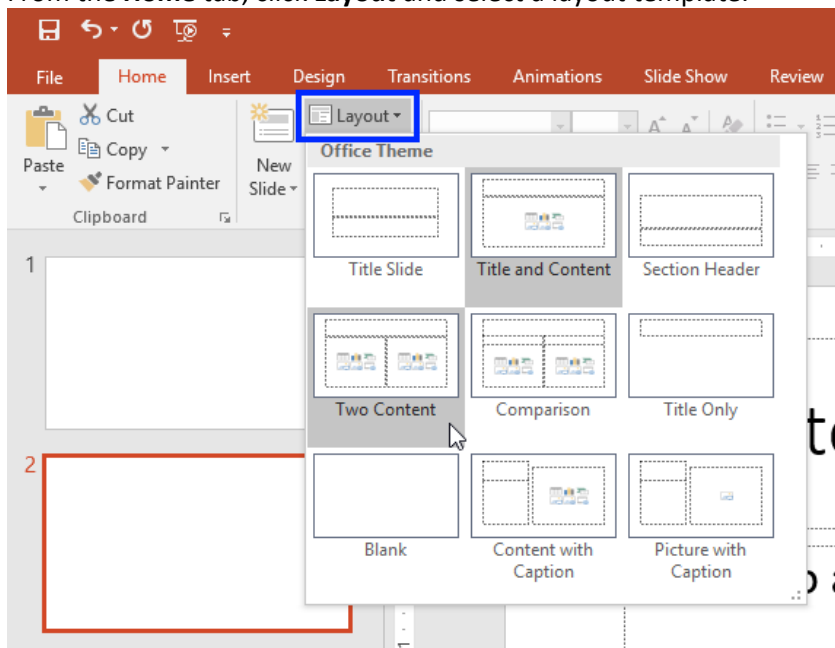 From the Home tab, click Layout and select a layout template.
File Home Insert Design Transitions Animations Slide Show Review
Cut
Layout
Copy
Office Theme
Paste
New
Format Painter
Slide
Clipboard
1
Title Slide Title and Content Section Header
Two Content Comparison Title Only
2
Blank Content with Picture with
Caption Caption